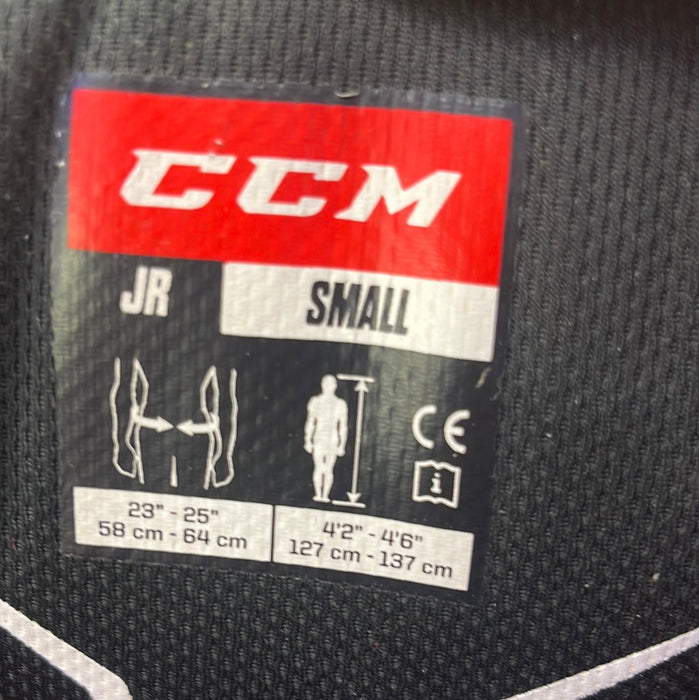 CCM
JR SMALL
CE
i
23" - 25"
58 cm - 64 cm
4'2" - 4'6"
127 cm - 137 cm